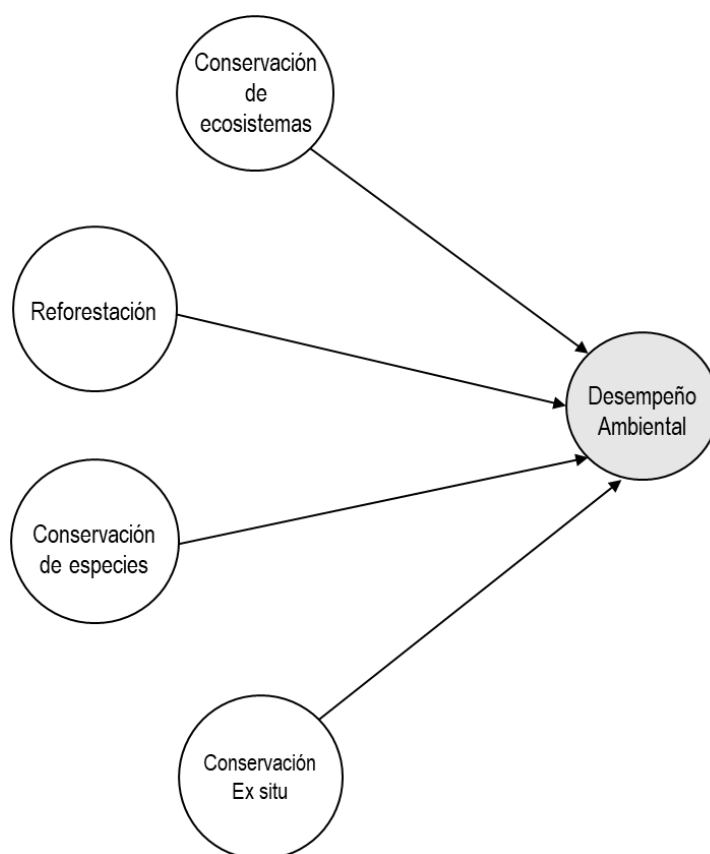 Conservación
de
ecosistemas
Reforestación
Desempeño
Ambiental
Conservación
de especies
Conservación
Ex situ